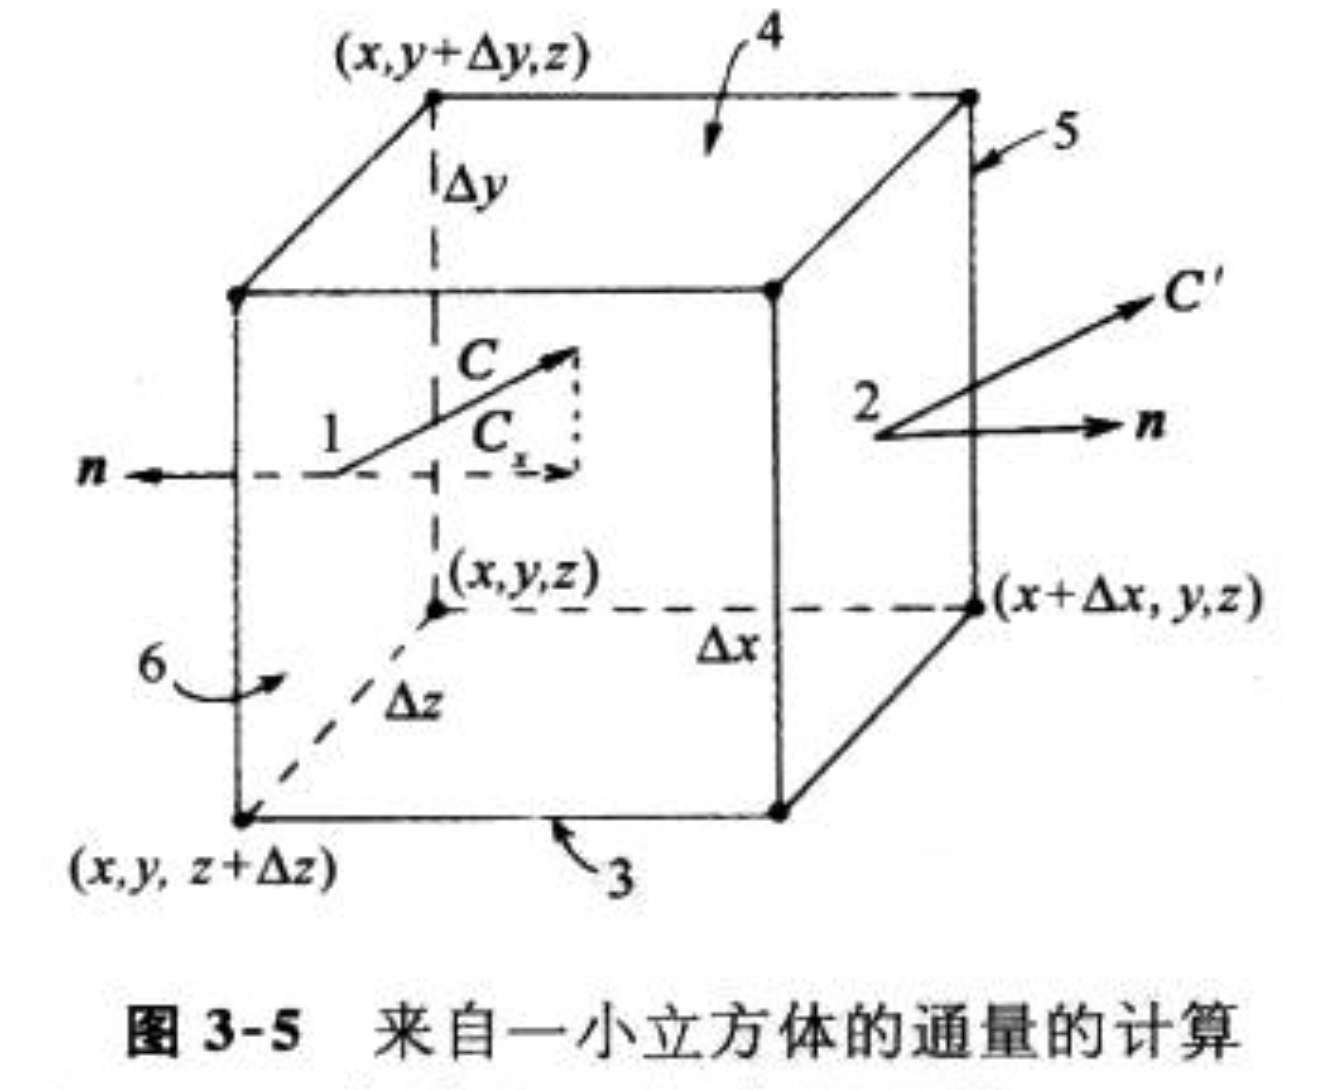 (x,y+Δy,z)
4
5
Δy
C'
C
2
1
C_x
n
n
(x,y,z)
(x+Δx, y,z)
Δx
6
Δz
(x,y, z+Δz)
3
图 3-5 来自一小立方体的通量的计算